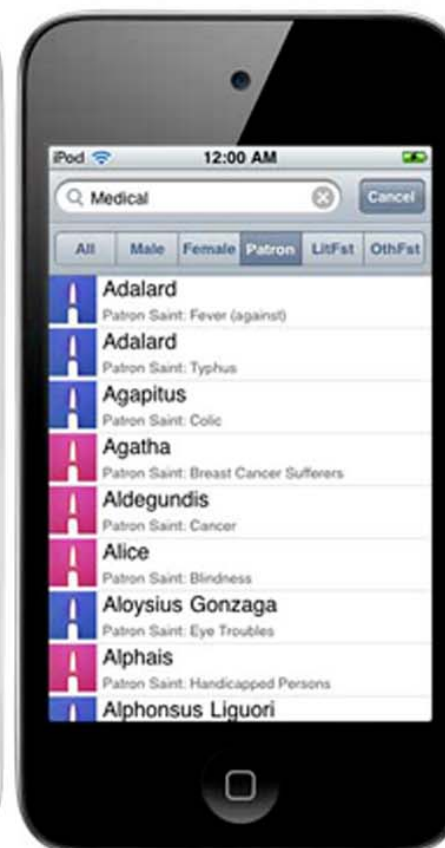 iPod 12:00 AM
Medical Cancel
All Male Female Patron LitFst OthFst
Adalard
Patron Saint: Fever (against)
Adalard
Patron Saint: Typhus
Agapitus
Patron Saint: Colic
Agatha
Patron Saint: Breast Cancer Sufferers
Aldegundis
Patron Saint: Cancer
Alice
Patron Saint: Blindness
Aloysius Gonzaga
Patron Saint: Eye Troubles
Alphais
Patron Saint: Handicapped Persons
Alphonsus Liguori